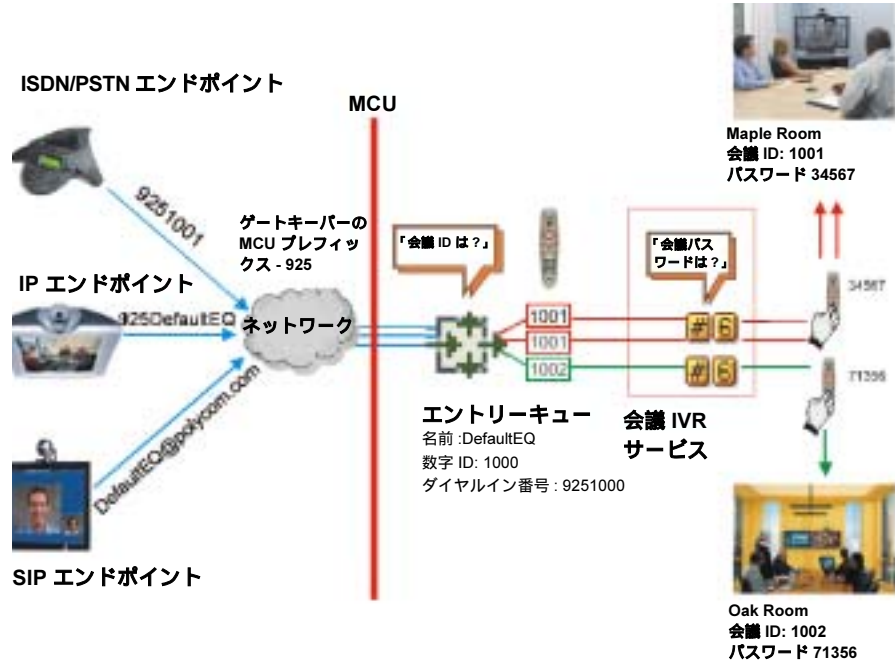 ISDN/PSTN エンドポイント
MCU
Maple Room
会議 ID: 1001
パスワード 34567
9251001
ゲートキーパーの
MCU プレフィッ
クス - 925
「会議 ID は？」
「会議パス
ワードは？」
IP エンドポイント
925DefaultEQ
ネットワーク
1001
1001
1002
# 6
# 6
34567
71356
DefaultEQ@polycom.com
エントリーキュー
名前 :DefaultEQ
数字 ID: 1000
ダイヤルイン番号 : 9251000
会議 IVR
サービス
SIP エンドポイント
Oak Room
会議 ID: 1002
パスワード 71356